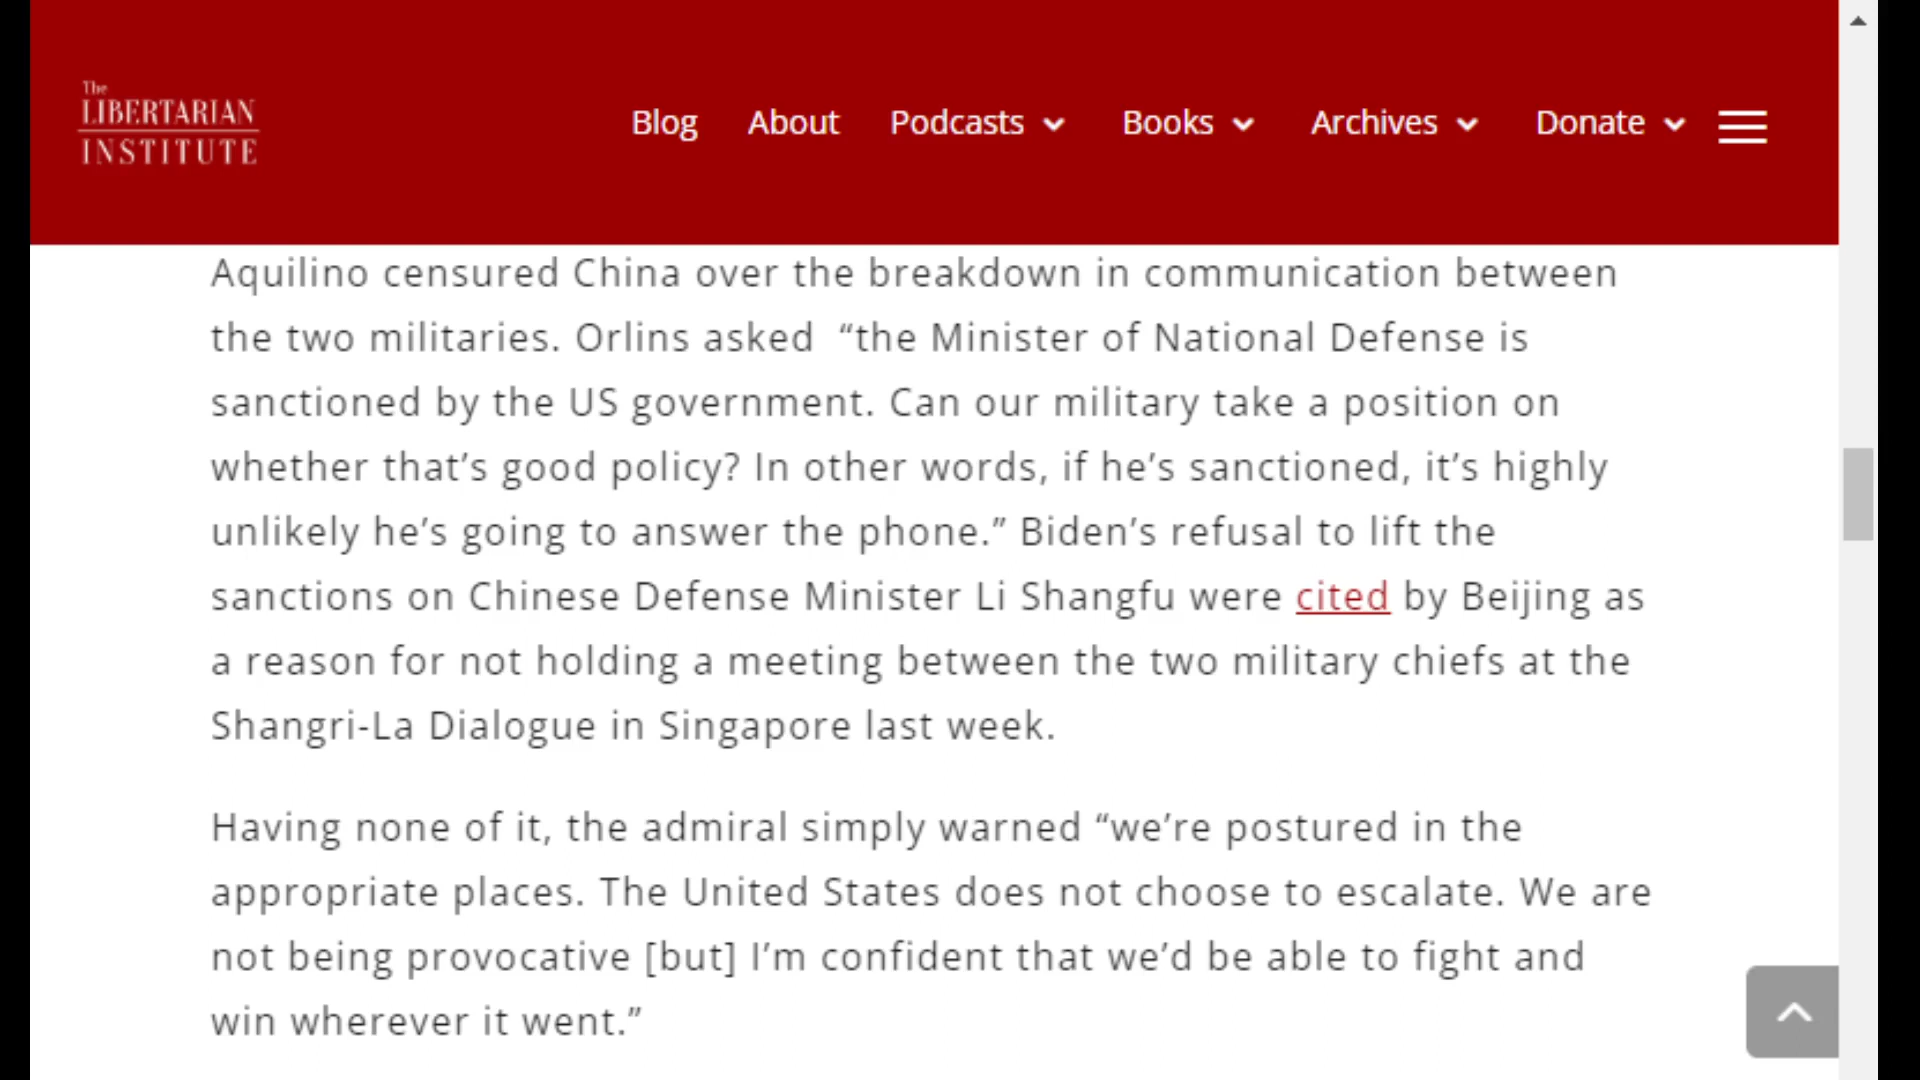 The
LIBERTARIAN
INSTITUTE
Blog About Podcasts Books Archives Donate
Aquilino censured China over the breakdown in communication between
the two militaries. Orlins asked  “the Minister of National Defense is
sanctioned by the US government. Can our military take a position on
whether that’s good policy? In other words, if he’s sanctioned, it’s highly
unlikely he’s going to answer the phone.” Biden’s refusal to lift the
sanctions on Chinese Defense Minister Li Shangfu were cited by Beijing as
a reason for not holding a meeting between the two military chiefs at the
Shangri-La Dialogue in Singapore last week.
Having none of it, the admiral simply warned “we’re postured in the
appropriate places. The United States does not choose to escalate. We are
not being provocative [but] I’m confident that we’d be able to fight and
win wherever it went.”